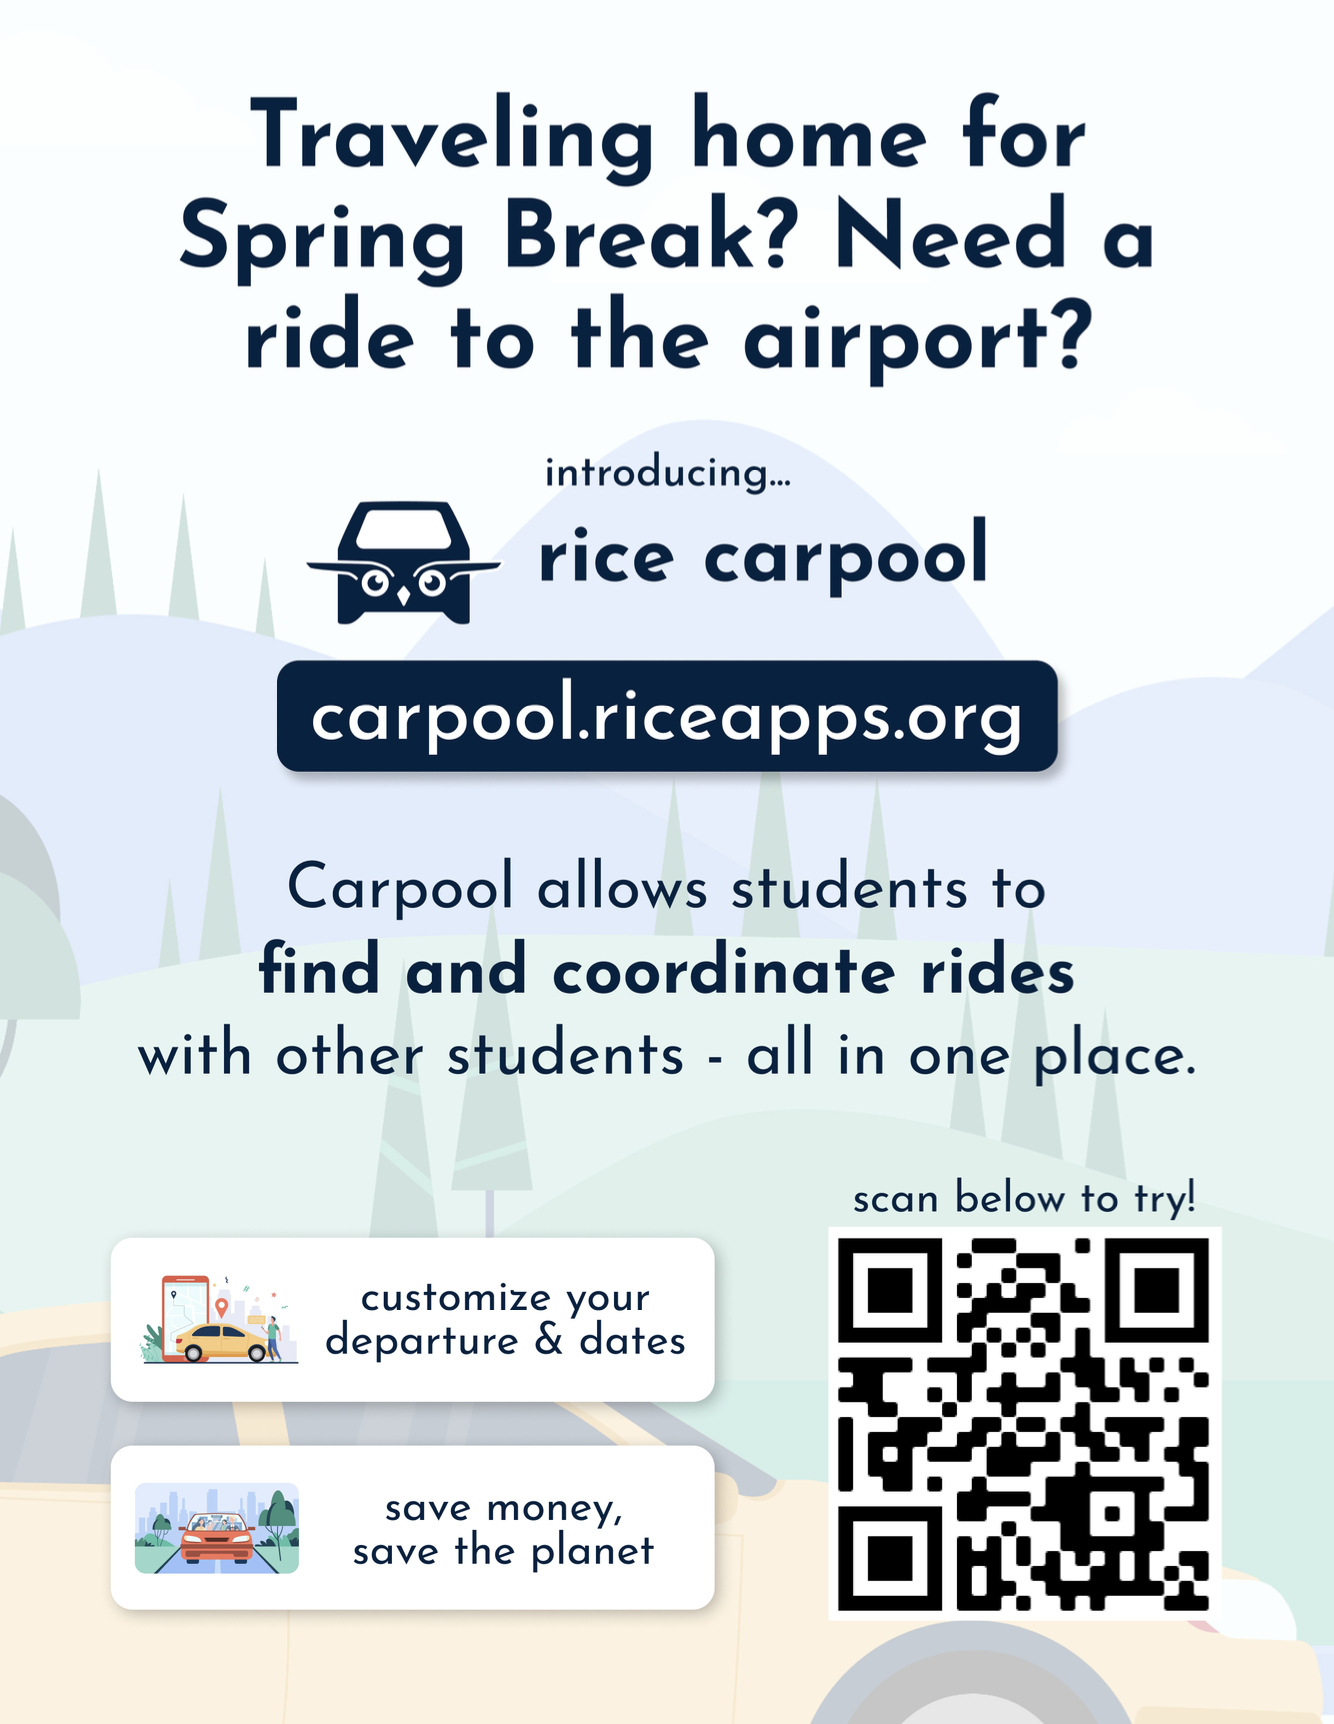 Traveling home for
Spring Break? Need a
ride to the airport?
introducing...
rice carpool
carpool.riceapps.org
Carpool allows students to
find and coordinate rides
with other students - all in one place.
scan below to try!
customize your
departure & dates
save money,
save the planet